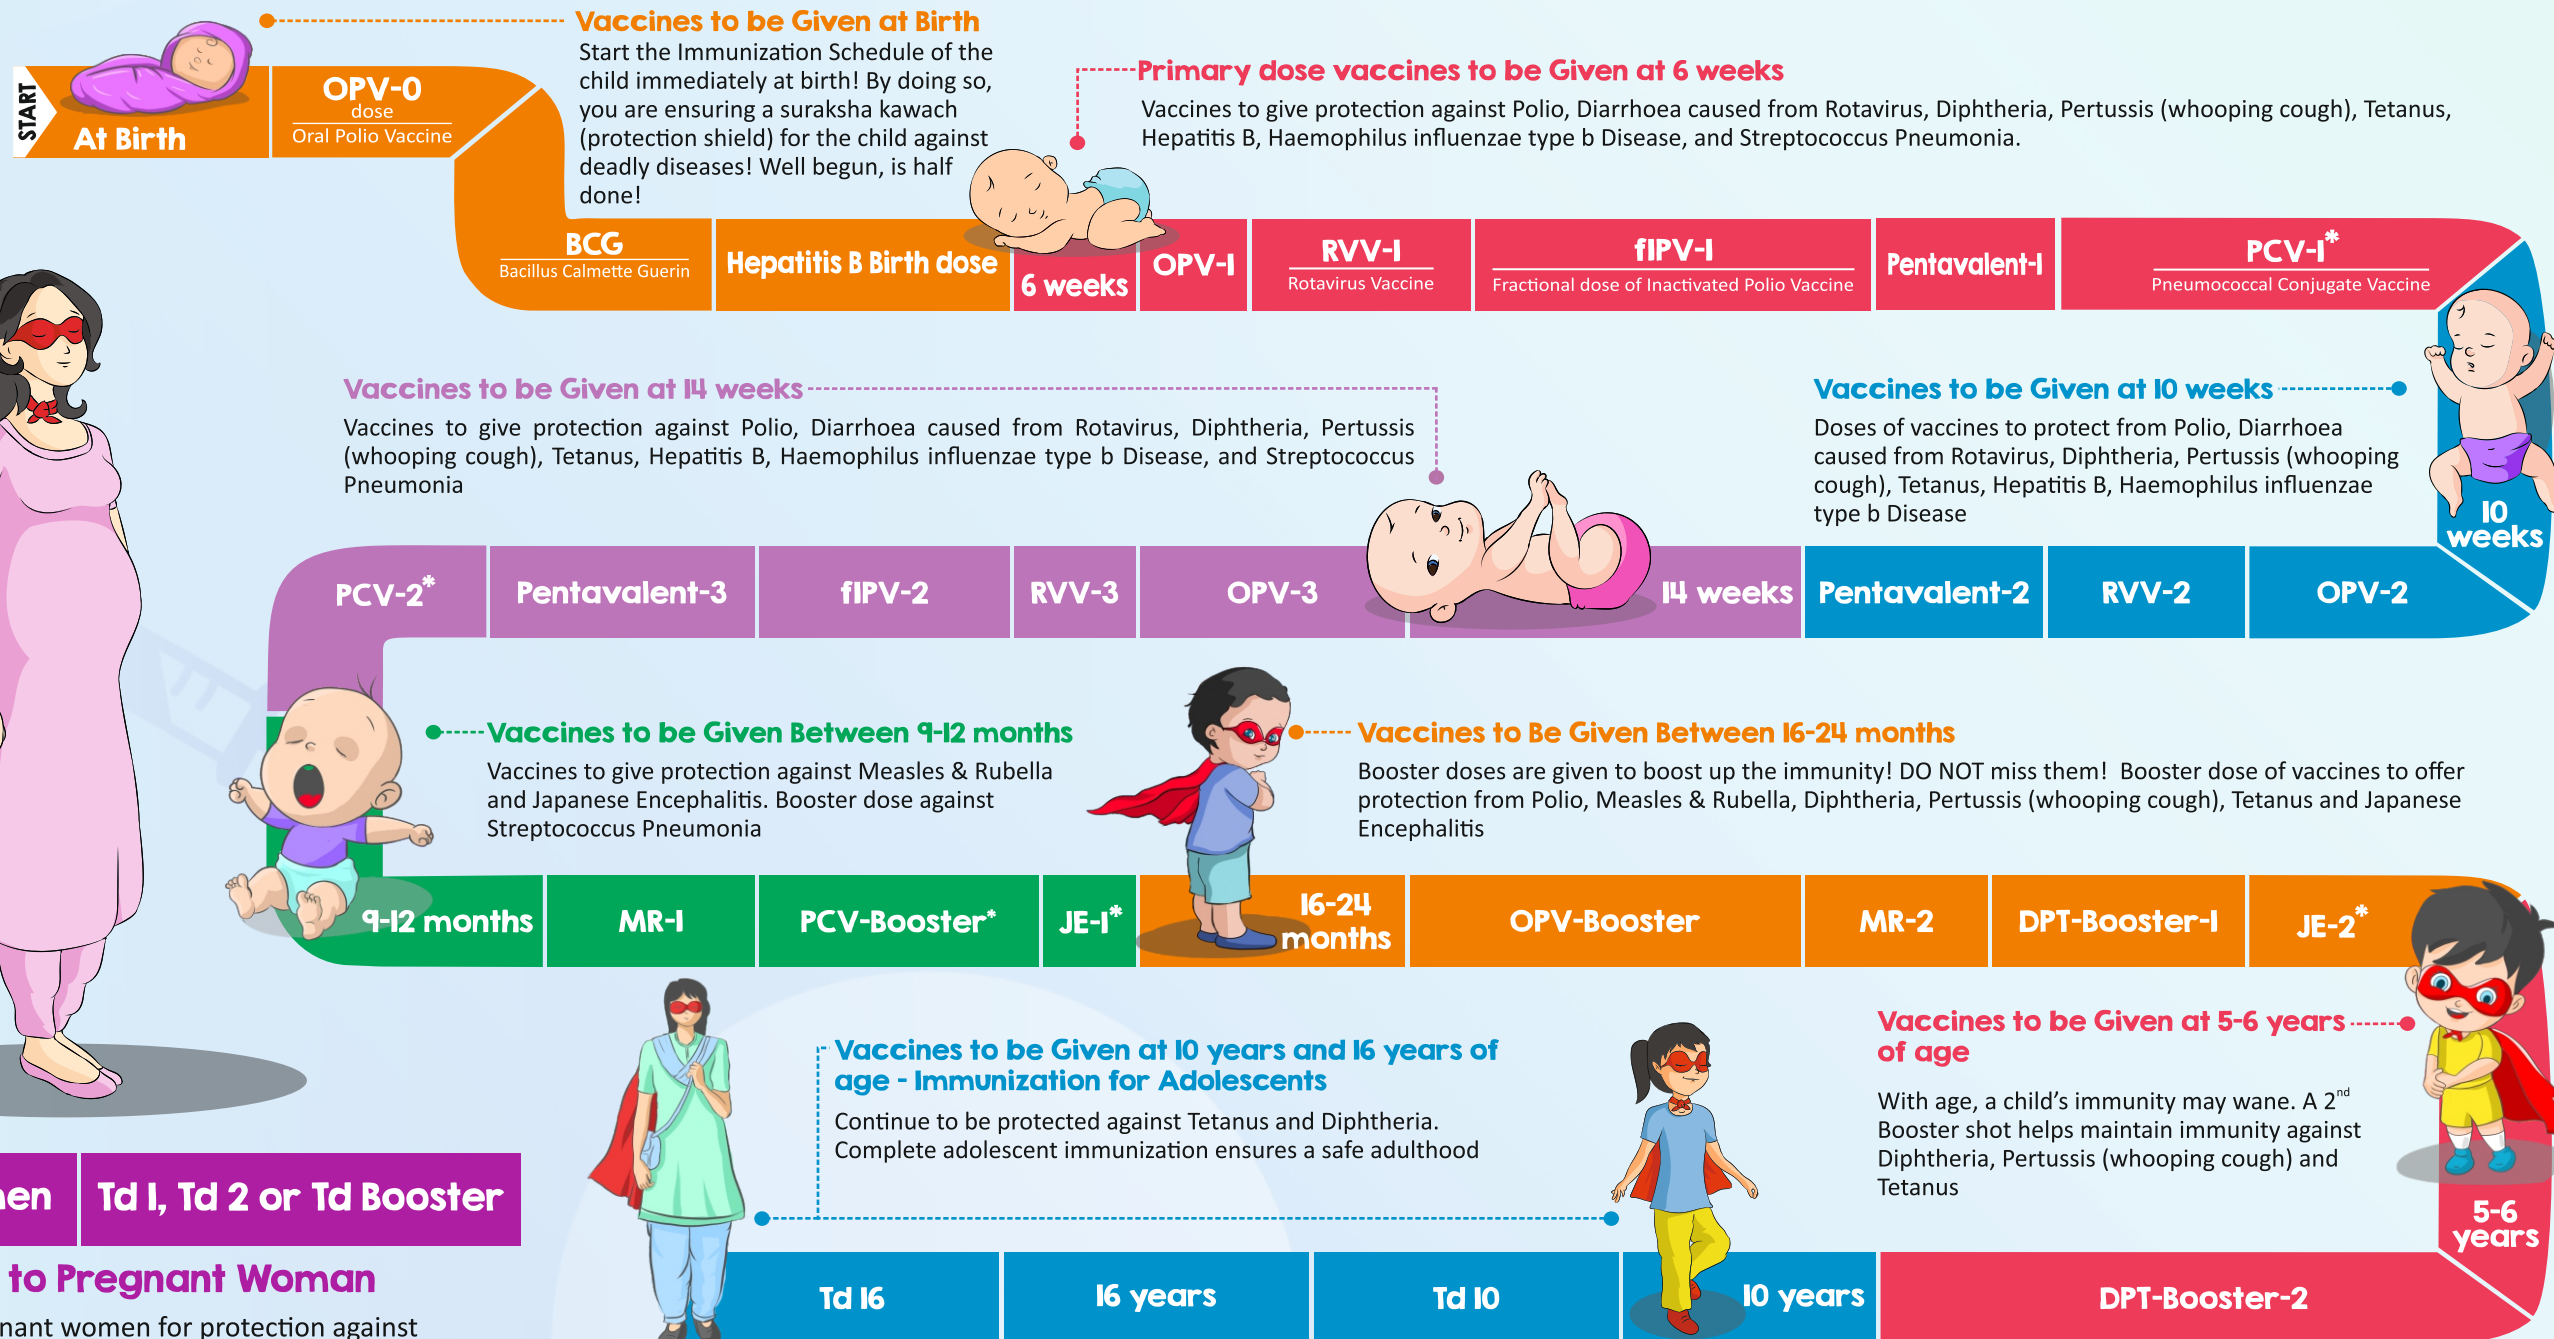 START
At Birth
OPV-0
dose
Oral Polio Vaccine
Vaccines to be Given at Birth
Start the Immunization Schedule of the
child immediately at birth! By doing so,
you are ensuring a suraksha kawach
(protection shield) for the child against
deadly diseases! Well begun, is half
done!
BCG
Bacillus Calmette Guerin
Hepatitis B Birth dose
Primary dose vaccines to be Given at 6 weeks
Vaccines to give protection against Polio, Diarrhoea caused from Rotavirus, Diphtheria, Pertussis (whooping cough), Tetanus,
Hepatitis B, Haemophilus influenzae type b Disease, and Streptococcus Pneumonia.
6 weeks
OPV-1
RVV-1
Rotavirus Vaccine
fIPV-1
Fractional dose of Inactivated Polio Vaccine
Pentavalent-1
PCV-1*
Pneumococcal Conjugate Vaccine
Vaccines to be Given at 10 weeks
Doses of vaccines to protect from Polio, Diarrhoea
caused from Rotavirus, Diphtheria, Pertussis (whooping
cough), Tetanus, Hepatitis B, Haemophilus influenzae
type b Disease
10
weeks
OPV-2
RVV-2
Pentavalent-2
Vaccines to be Given at 14 weeks
Vaccines to give protection against Polio, Diarrhoea caused from Rotavirus, Diphtheria, Pertussis
(whooping cough), Tetanus, Hepatitis B, Haemophilus influenzae type b Disease, and Streptococcus
Pneumonia
14 weeks
OPV-3
RVV-3
fIPV-2
Pentavalent-3
PCV-2*
Vaccines to be Given Between 9-12 months
Vaccines to give protection against Measles & Rubella
and Japanese Encephalitis. Booster dose against
Streptococcus Pneumonia
9-12 months
MR-1
PCV-Booster*
JE-1*
Vaccines to Be Given Between 16-24 months
Booster doses are given to boost up the immunity! DO NOT miss them! Booster dose of vaccines to offer
protection from Polio, Measles & Rubella, Diphtheria, Pertussis (whooping cough), Tetanus and Japanese
Encephalitis
16-24
months
OPV-Booster
MR-2
DPT-Booster-1
JE-2*
Vaccines to be Given at 5-6 years
of age
With age, a child's immunity may wane. A 2nd
Booster shot helps maintain immunity against
Diphtheria, Pertussis (whooping cough) and
Tetanus
5-6
years
DPT-Booster-2
Vaccines to be Given at 10 years and 16 years of
age - Immunization for Adolescents
Continue to be protected against Tetanus and Diphtheria.
Complete adolescent immunization ensures a safe adulthood
10 years
Td 10
16 years
Td 16
Td 1, Td 2 or Td Booster
to Pregnant Woman
women for protection against